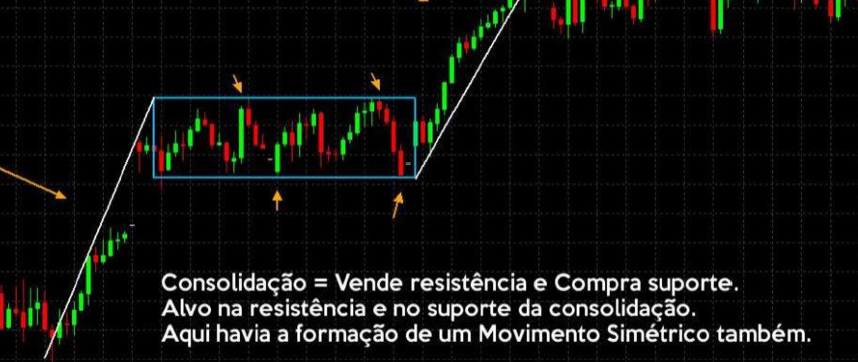 Consolidação = Vende resistência e Compra suporte.
Alvo na resistência e no suporte da consolidação.
Aqui havia a formação de um Movimento Simétrico também.